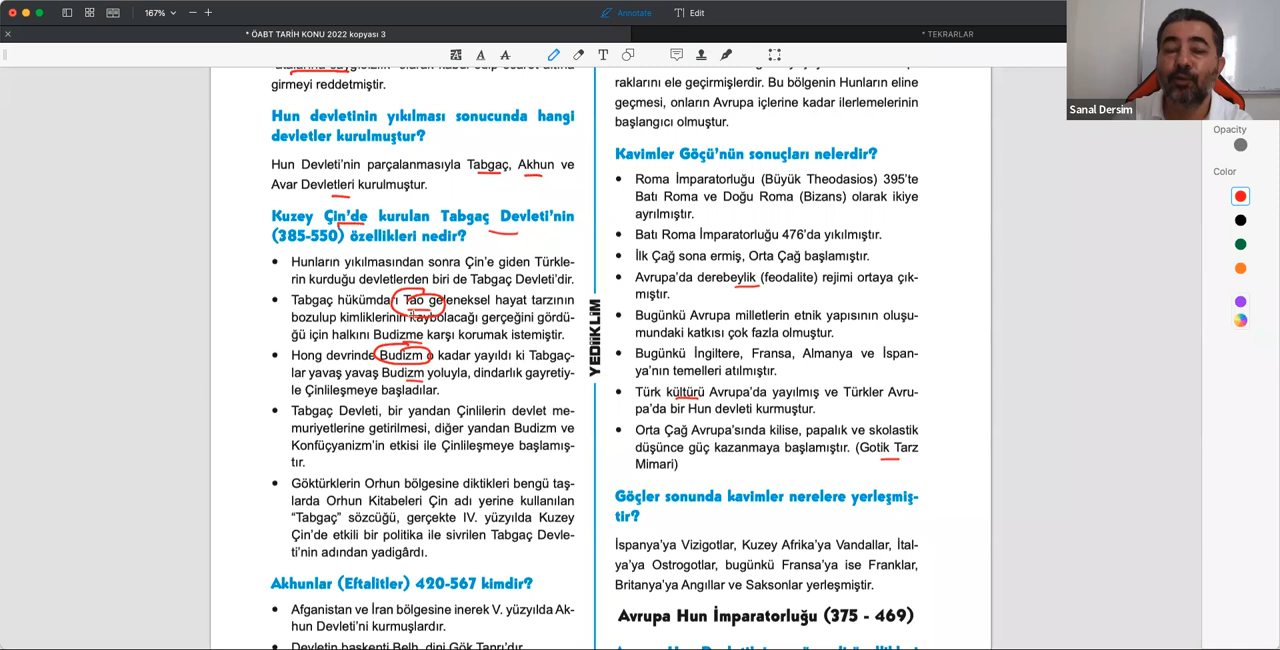 167%
Annotate
Edit
* ÖABT TARİH KONU 2022 kopyası 3
* TEKRARLAR
Sanal Dersim
Opacity
Color
girmeyi reddetmiştir.
Hun devletinin yıkılması sonucunda hangi
devletler kurulmuştur?
Hun Devleti’nin parçalanmasıyla Tabgaç, Akhun ve
Avar Devletleri kurulmuştur.
Kuzey Çin’de kurulan Tabgaç Devleti’nin
(385-550) özellikleri nedir?
• Hunların yıkılmasından sonra Çin’e giden Türkle-
rin kurduğu devletlerden biri de Tabgaç Devleti’dir.
• Tabgaç hükümdarı Tao geleneksel hayat tarzının
bozulup kimliklerinin kaybolacağı gerçeğini gördü-
ğü için halkını Budizme karşı korumak istemiştir.
• Hong devrinde Budizm o kadar yayıldı ki Tabgaç-
lar yavaş yavaş Budizm yoluyla, dindarlık gayretiy-
le Çinlileşmeye başladılar.
• Tabgaç Devleti, bir yandan Çinlilerin devlet me-
muriyetlerine getirilmesi, diğer yandan Budizm ve
Konfüçyanizm’in etkisi ile Çinlileşmeye başlamış-
tır.
• Göktürklerin Orhun bölgesine diktikleri bengü taş-
larda Orhun Kitabeleri Çin adı yerine kullanılan
“Tabgaç” sözcüğü, gerçekte IV. yüzyılda Kuzey
Çin’de etkili bir politika ile sivrilen Tabgaç Devle-
ti’nin adından yadigârdı.
Akhunlar (Eftalitler) 420-567 kimdir?
• Afganistan ve İran bölgesine inerek V. yüzyılda Ak-
hun Devleti’ni kurmuşlardır.
• Devletin başkenti Belh, dini Gök Tanrı’dır.
YEDİİKLİM
raklarını ele geçirmişlerdir. Bu bölgenin Hunların eline
geçmesi, onların Avrupa içlerine kadar ilerlemelerinin
başlangıcı olmuştur.
Kavimler Göçü’nün sonuçları nelerdir?
• Roma İmparatorluğu (Büyük Theodasios) 395’te
Batı Roma ve Doğu Roma (Bizans) olarak ikiye
ayrılmıştır.
• Batı Roma İmparatorluğu 476’da yıkılmıştır.
• İlk Çağ sona ermiş, Orta Çağ başlamıştır.
• Avrupa’da derebeylik (feodalite) rejimi ortaya çık-
mıştır.
• Bugünkü Avrupa milletlerin etnik yapısının oluşu-
mundaki katkısı çok fazla olmuştur.
• Bugünkü İngiltere, Fransa, Almanya ve İspan-
ya’nın temelleri atılmıştır.
• Türk kültürü Avrupa’da yayılmış ve Türkler Avru-
pa’da bir Hun devleti kurmuştur.
• Orta Çağ Avrupa’sında kilise, papalık ve skolastik
düşünce güç kazanmaya başlamıştır. (Gotik Tarz
Mimari)
Göçler sonunda kavimler nerelere yerleşmiş-
tir?
İspanya’ya Vizigotlar, Kuzey Afrika’ya Vandallar, İtal-
ya’ya Ostrogotlar, bugünkü Fransa’ya ise Franklar,
Britanya’ya Angıllar ve Saksonlar yerleşmiştir.
Avrupa Hun İmparatorluğu (375 - 469)